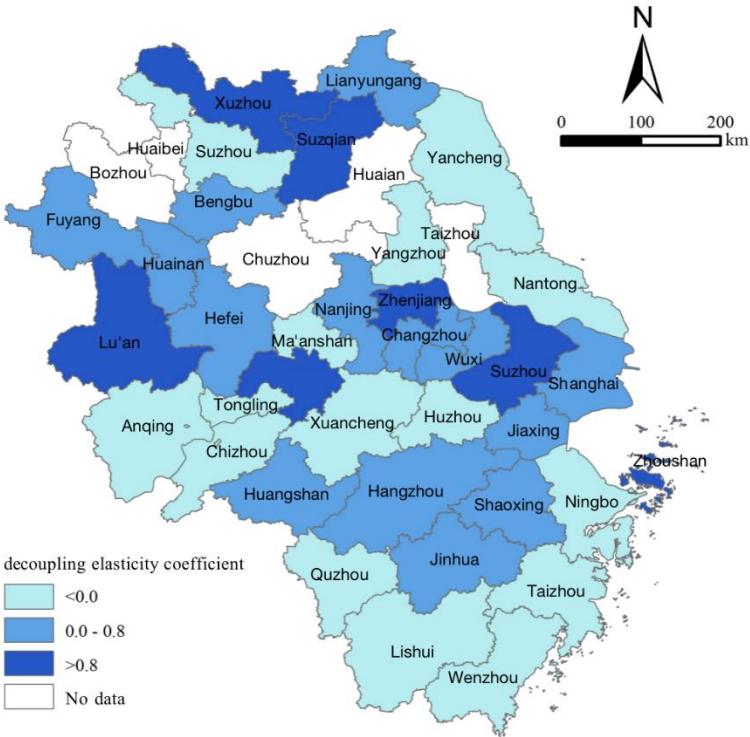 N
0 100 200
km
Lianyungang
Xuzhou
Suzqian
Huaibei
Suzhou
Bozhou
Huaian
Yancheng
Bengbu
Fuyang
Taizhou
Yangzhou
Chuzhou
Huainan
Nantong
Zhenjiang
Nanjing
Hefei
Changzhou
Ma'anshan
Lu'an
Wuxi
Suzhou
Shanghai
Tongling
Anqing
Xuancheng
Huzhou
Jiaxing
Chizhou
Zhoushan
Huangshan
Hangzhou
Shaoxing
Ningbo
Jinhua
Quzhou
Taizhou
Lishui
Wenzhou
decoupling elasticity coefficient
<0.0
0.0 - 0.8
>0.8
No data